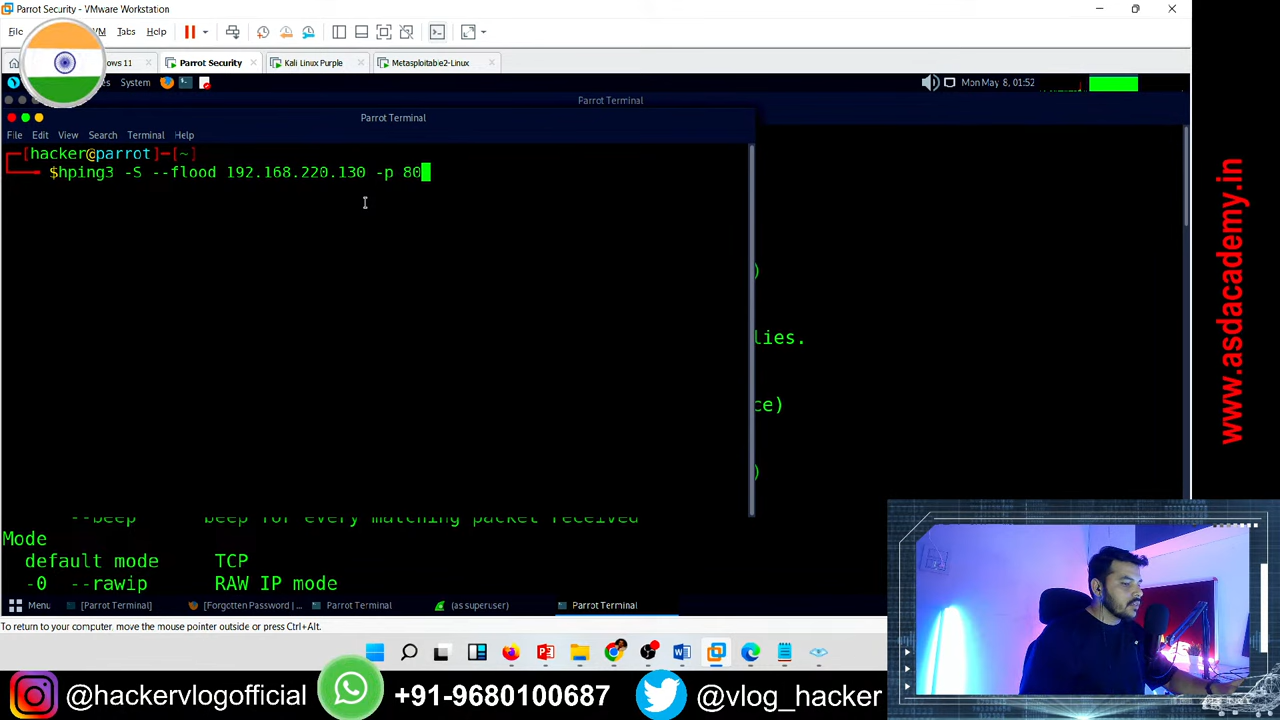 Parrot Security - VMware Workstation
File VM Tabs Help
ows 11 Parrot Security Kali Linux Purple Metasploitable2-Linux
es System Mon May 8, 01:52
Parrot Terminal
Parrot Terminal
File Edit View Search Terminal Help
[hacker@parrot]-[~]
$hping3 -S --flood 192.168.220.130 -p 80
)
lies.
ce)
)
--beep beep for every matching packet received
Mode
default mode TCP
-0 --rawip RAW IP mode
Menu [Parrot Terminal] [Forgotten Password |... Parrot Terminal (as superuser) Parrot Terminal
To return to your computer, move the mouse pointer outside or press Ctrl+Alt.
@hackervlogofficial +91-9680100687 @vlog_hacker
www.asdacademy.in